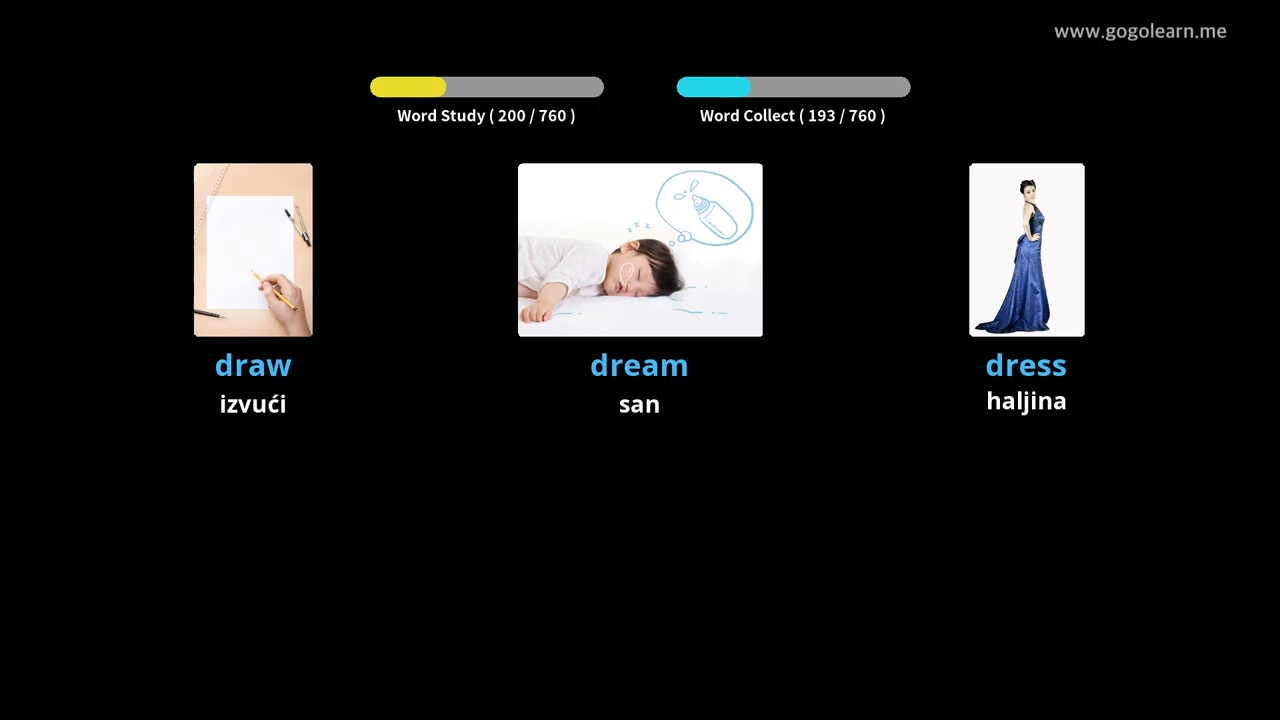 www.gogolearn.me
Word Study ( 200 / 760 )
Word Collect ( 193 / 760 )
draw
izvući
dream
san
dress
haljina